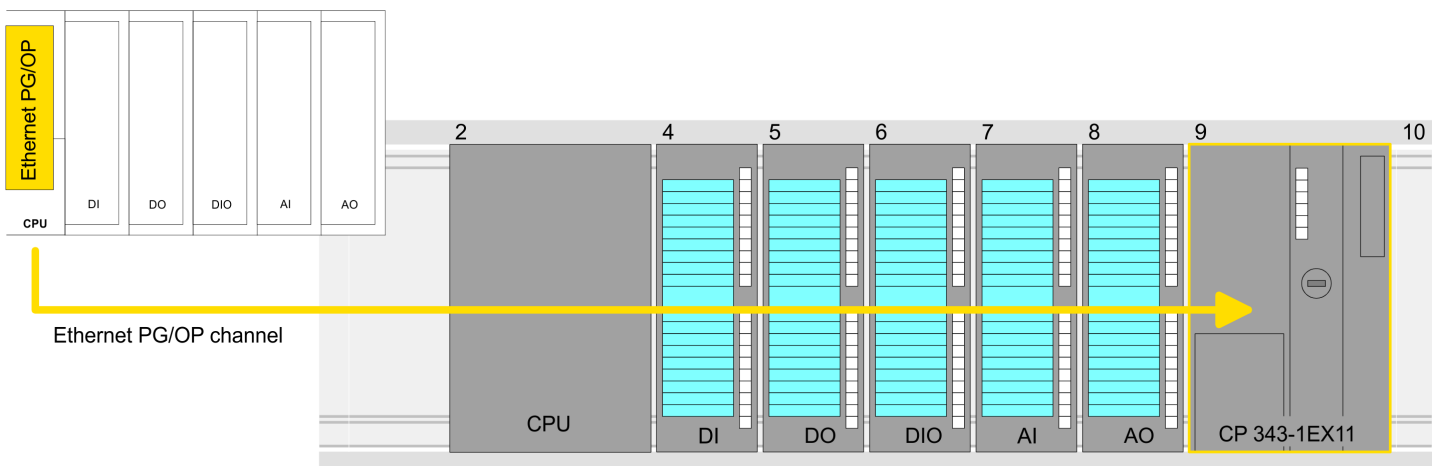 Ethernet PG/OP
CPU
DI
DO
DIO
AI
AO
Ethernet PG/OP channel
2
4
5
6
7
8
9
10
CPU
DI
DO
DIO
AI
AO
CP 343-1EX11